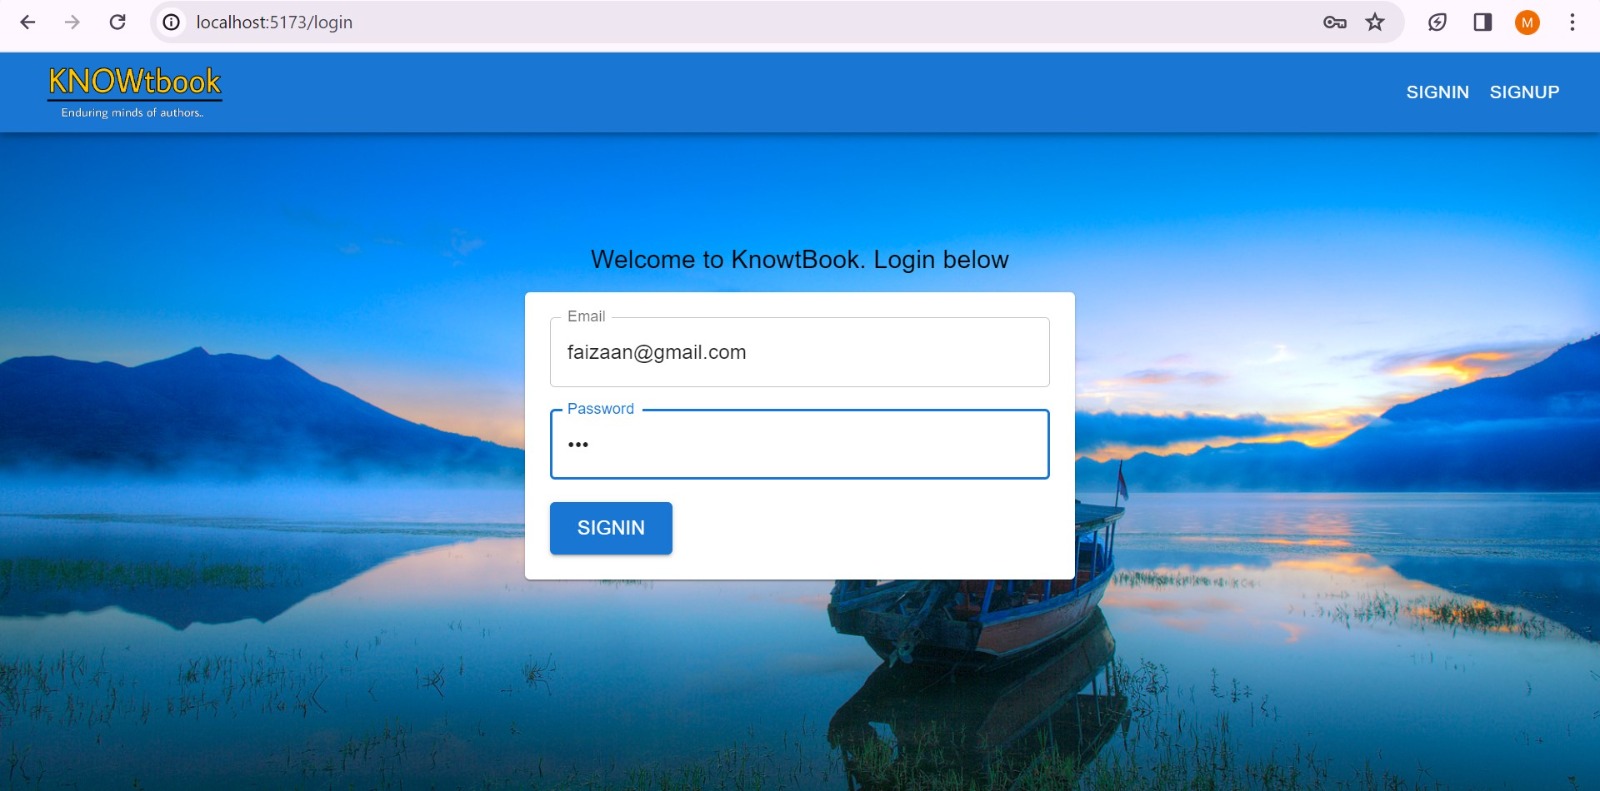 localhost:5173/login
M
KNOWtbook
Enduring minds of authors..
SIGNIN SIGNUP
Welcome to KnowtBook. Login below
Email
faizaan@gmail.com
Password
•••
SIGNIN